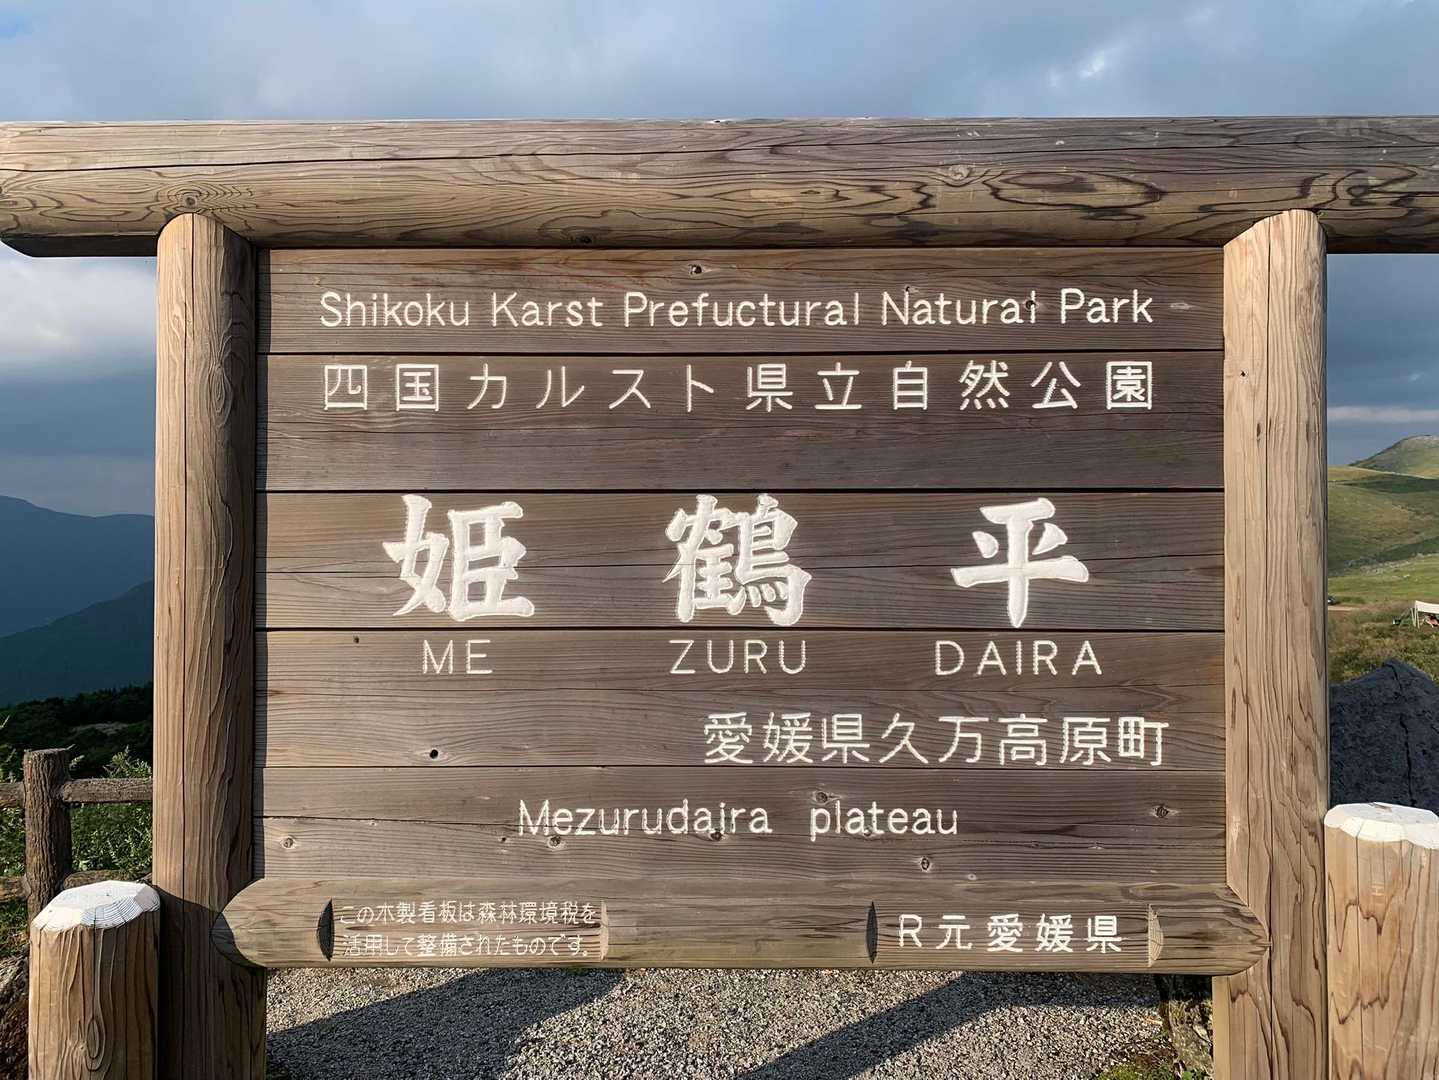 Shikoku Karst Prefuctural Natural Park
四国カルスト県立自然公園
姫鶴平
ME ZURU DAIRA
愛媛県久万高原町
Mezurudaira plateau
この木製看板は森林環境税を
活用して整備されたものです。
R元愛媛県